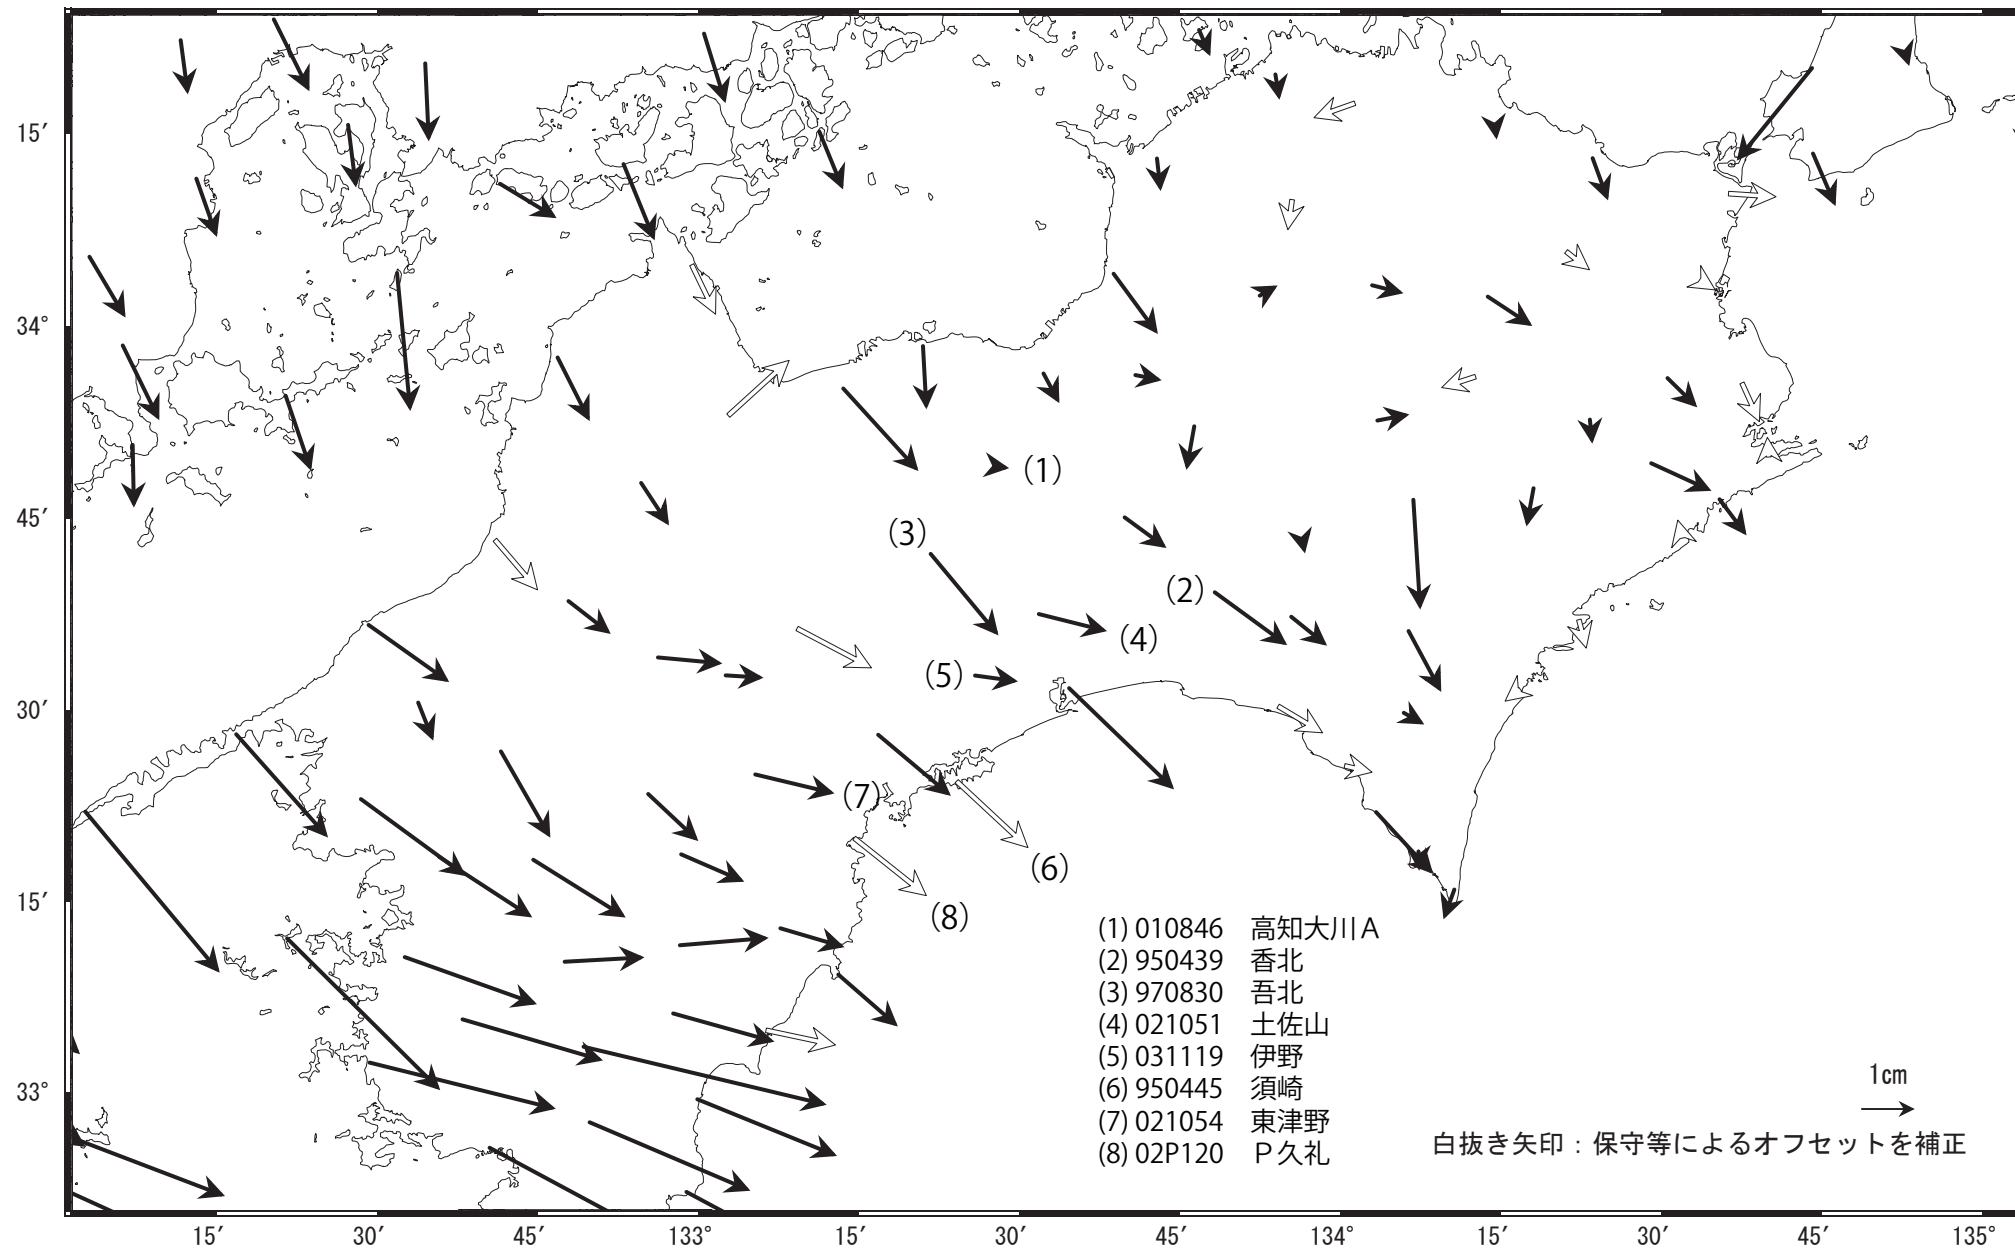 15′
34°
45′
30′
15′
33°
(1)
(3)
(2)
(4)
(5)
(7)
(6)
(8)
(1) 010846 高知大川A
(2) 950439 香北
(3) 970830 吾北
(4) 021051 土佐山
(5) 031119 伊野
(6) 950445 須崎
(7) 021054 東津野
(8) 02P120 P久礼
1cm
白抜き矢印：保守等によるオフセットを補正
15′ 30′ 45′ 133° 15′ 30′ 45′ 134° 15′ 30′ 45′ 135°